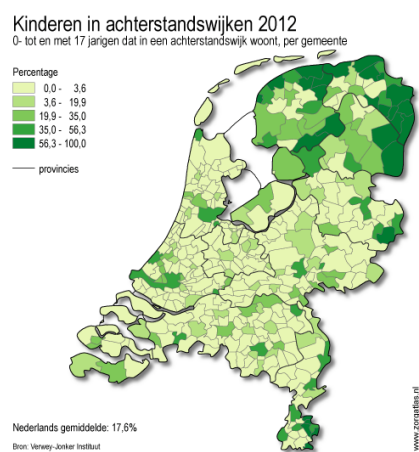 Kinderen in achterstandswijken 2012
0- tot en met 17 jarigen dat in een achterstandswijk woont, per gemeente
Percentage
0,0 - 3,6
3,6 - 19,9
19,9 - 35,0
35,0 - 56,3
56,3 - 100,0
provincies
Nederlands gemiddelde: 17,6%
Bron: Verwey-Jonker Instituut
www.zorgatlas.nl